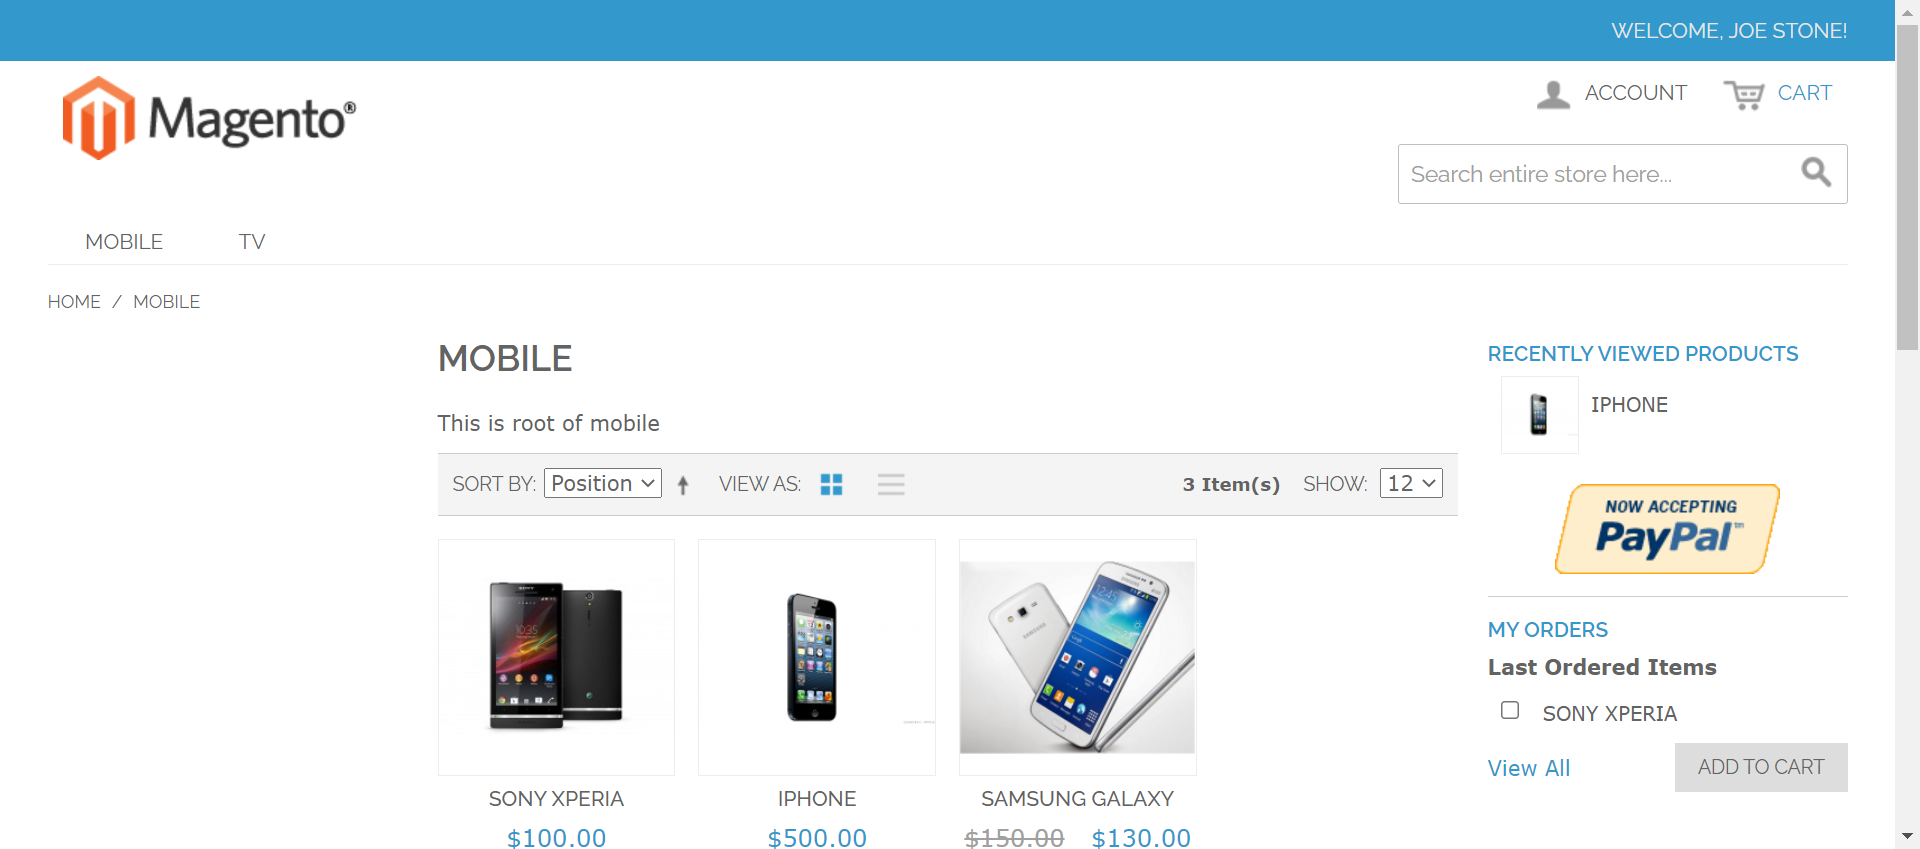 WELCOME, JOE STONE!
Magento®
ACCOUNT
CART
Search entire store here...
MOBILE
TV
HOME / MOBILE
MOBILE
This is root of mobile
SORT BY: Position
VIEW AS:
3 Item(s)
SHOW: 12
SONY XPERIA
$100.00
IPHONE
$500.00
SAMSUNG GALAXY
$150.00 $130.00
RECENTLY VIEWED PRODUCTS
IPHONE
NOW ACCEPTING
PayPal™
MY ORDERS
Last Ordered Items
SONY XPERIA
View All
ADD TO CART